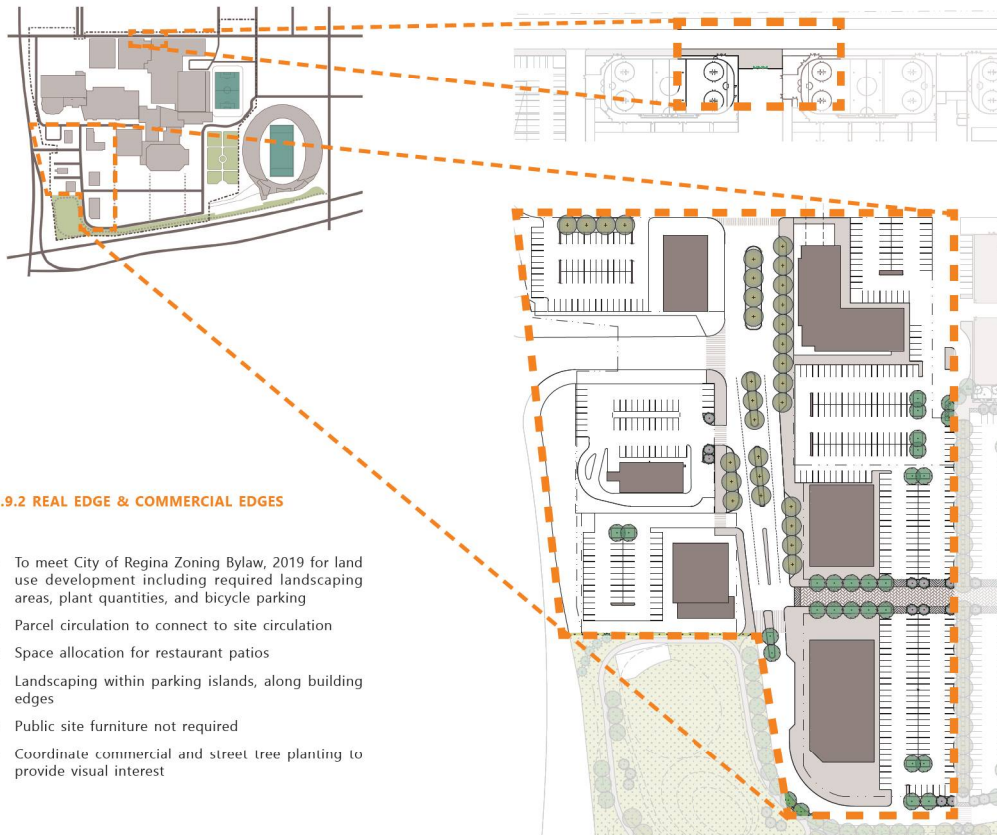 .9.2 REAL EDGE & COMMERCIAL EDGES
To meet City of Regina Zoning Bylaw, 2019 for land
use development including required landscaping
areas, plant quantities, and bicycle parking
Parcel circulation to connect to site circulation
Space allocation for restaurant patios
Landscaping within parking islands, along building
edges
Public site furniture not required
Coordinate commercial and street tree planting to
provide visual interest